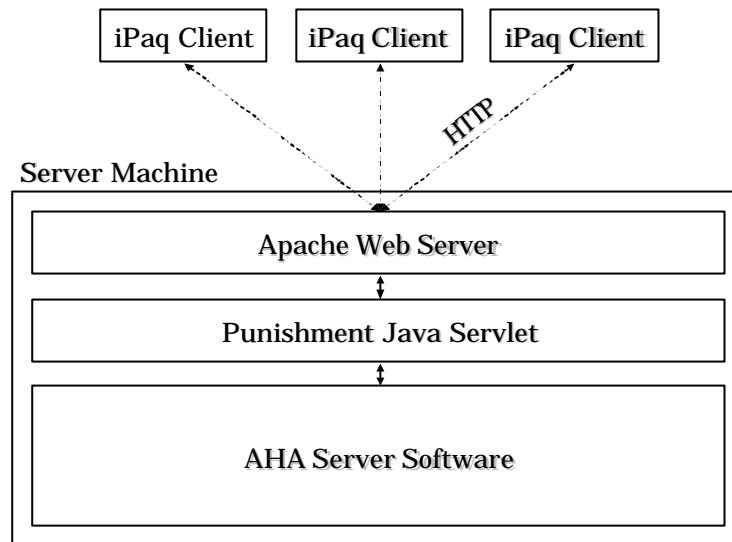 iPaq Client
iPaq Client
iPaq Client
HTTP
Server Machine
Apache Web Server
Punishment Java Servlet
AHA Server Software